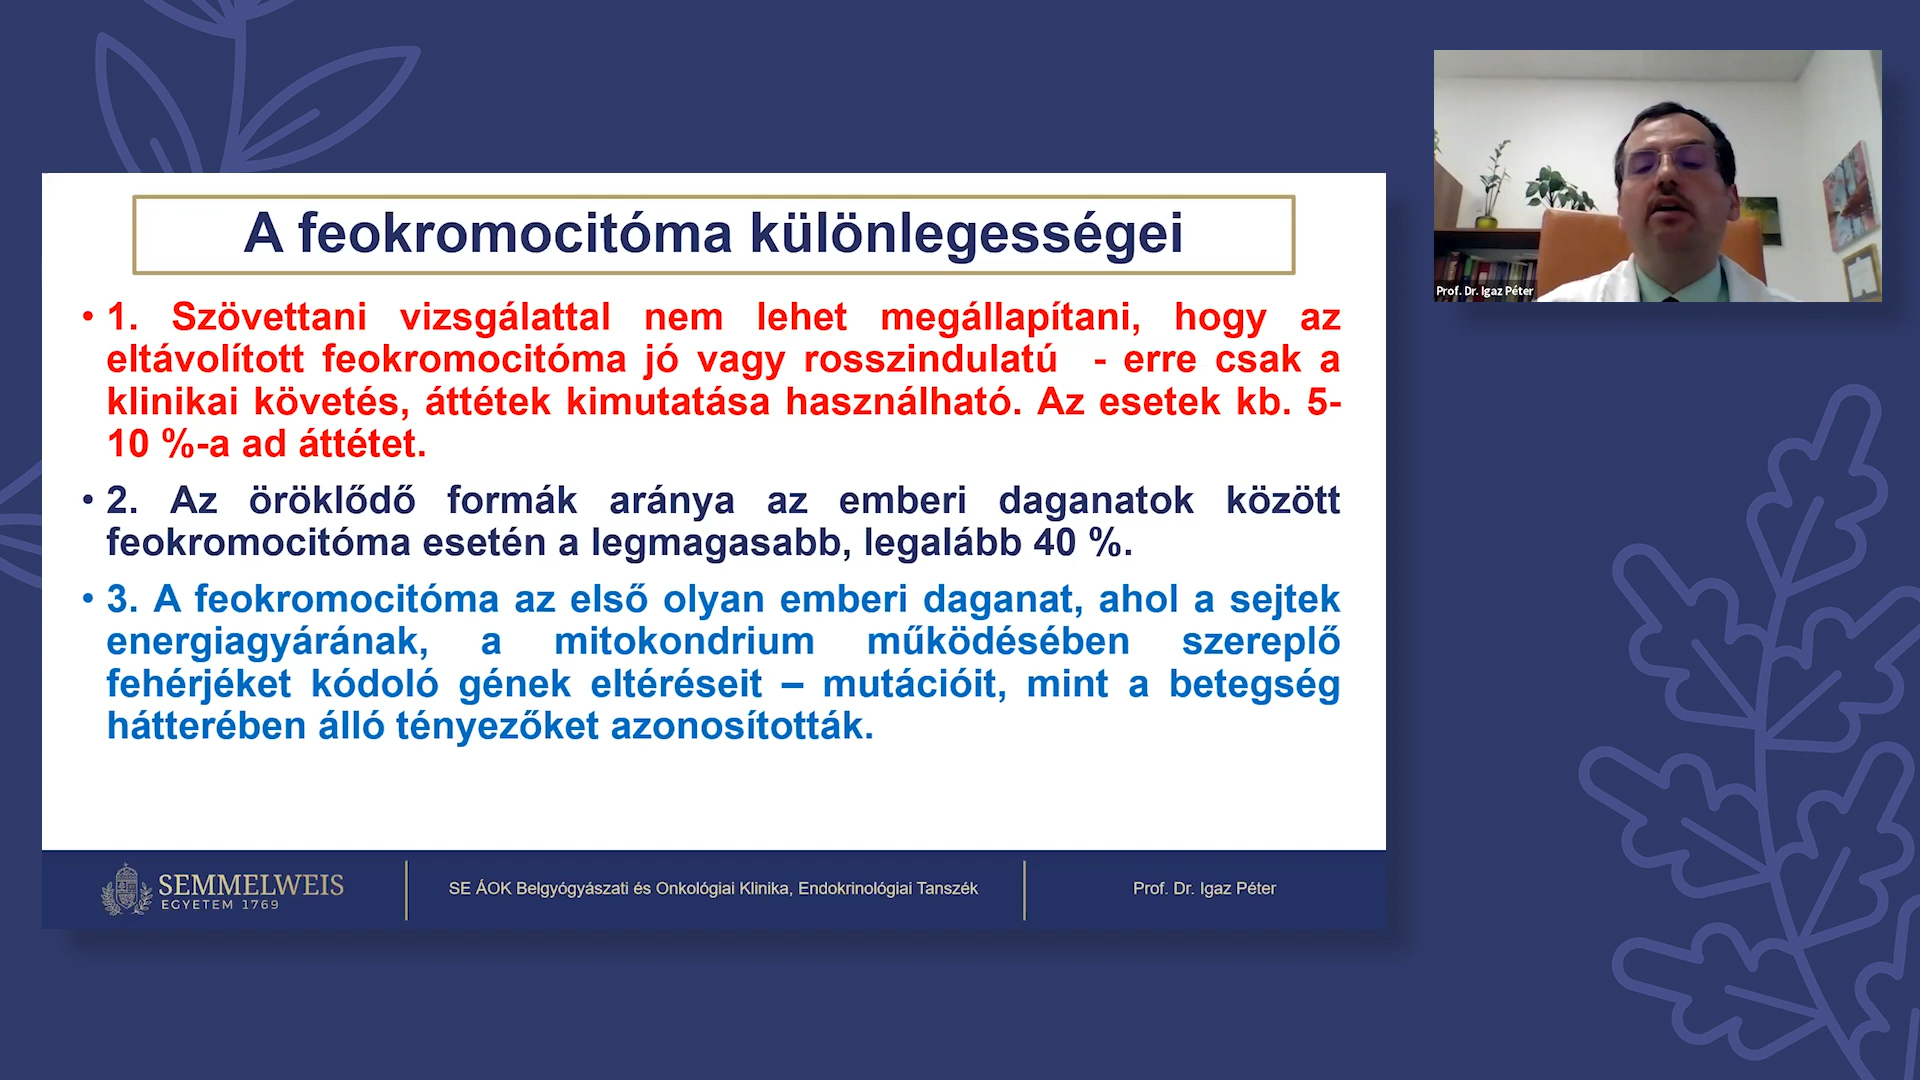 A feokromocitóma különlegességei
• 1. Szövettani vizsgálattal nem lehet megállapítani, hogy az
eltávolított feokromocitóma jó vagy rosszindulatú - erre csak a
klinikai követés, áttétek kimutatása használható. Az esetek kb. 5-
10 %-a ad áttétet.
• 2. Az öröklődő formák aránya az emberi daganatok között
feokromocitóma esetén a legmagasabb, legalább 40 %.
• 3. A feokromocitóma az első olyan emberi daganat, ahol a sejtek
energiagyárának, a mitokondrium működésében szereplő
fehérjéket kódoló gének eltéréseit – mutációit, mint a betegség
hátterében álló tényezőket azonosították.
SEMMELWEIS
EGYETEM 1769
SE ÁOK Belgyógyászati és Onkológiai Klinika, Endokrinológiai Tanszék
Prof. Dr. Igaz Péter
Prof. Dr. Igaz Péter